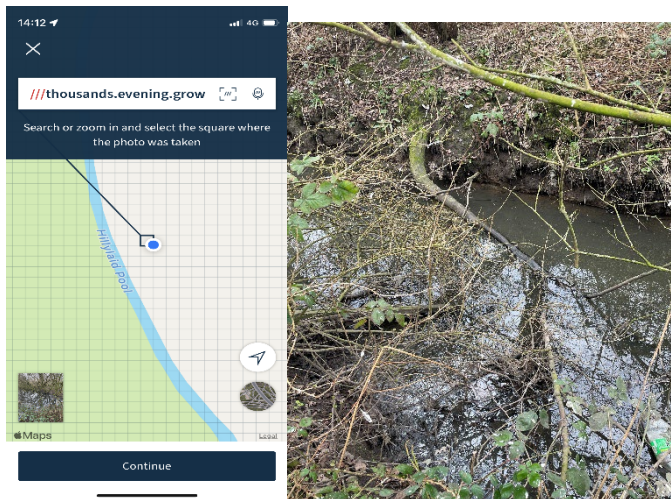 14:12
4G
///thousands.evening.grow
Search or zoom in and select the square where
the photo was taken
Hillylaid Pool
Maps
Legal
Continue